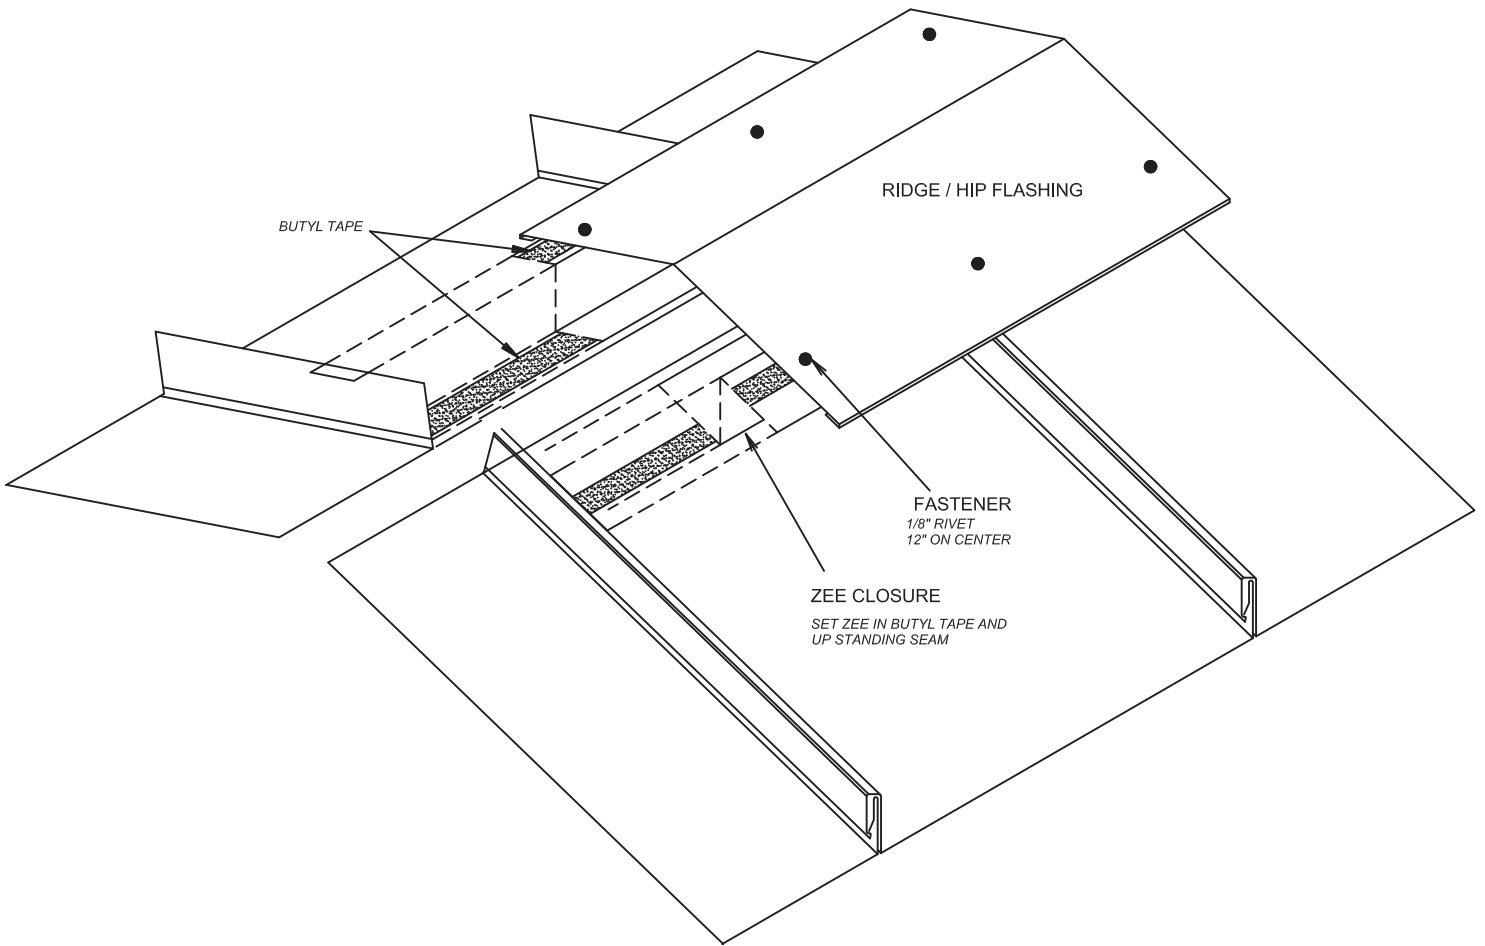 RIDGE / HIP FLASHING
BUTYL TAPE
FASTENER
1/8" RIVET
12" ON CENTER
ZEE CLOSURE
SET ZEE IN BUTYL TAPE AND
UP STANDING SEAM